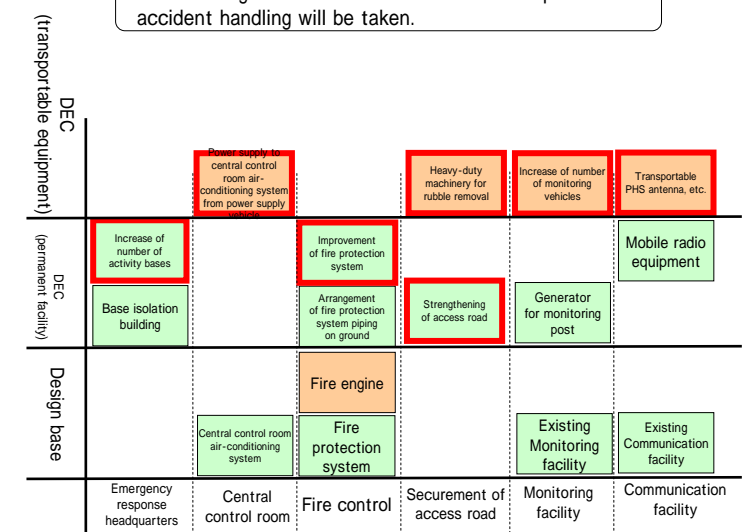 accident handling will be taken.
DEC
(transportable equipment)
Power supply to
central control
room air-
conditioning system
from power supply
vehicle
Heavy-duty
machinery for
rubble removal
Increase of number
of monitoring
vehicles
Transportable
PHS antenna, etc.
DEC
(permanent facility)
Increase of
number of
activity bases
Improvement
of fire protection
system
Mobile radio
equipment
Base isolation
building
Arrangement
of fire protection
system piping
on ground
Strengthening
of access road
Generator
for monitoring
post
Design base
Fire engine
Central control room
air-conditioning
system
Fire
protection
system
Existing
Monitoring
facility
Existing
Communication
facility
Emergency
response
headquarters
Central
control room
Fire control
Securement of
access road
Monitoring
facility
Communication
facility